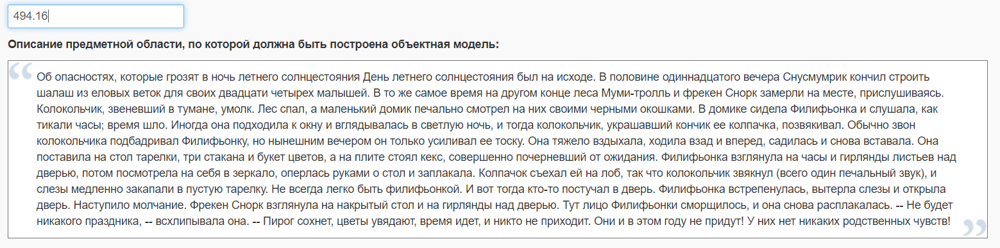 494.16
Описание предметной области, по которой должна быть построена объектная модель:
Об опасностях, которые грозят в ночь летнего солнцестояния День летнего солнцестояния был на исходе. В половине одиннадцатого вечера Снусмумрик кончил строить
шалаш из еловых веток для своих двадцати четырех малышей. В то же самое время на другом конце леса Муми-тролль и фрекен Снорк замерли на месте, прислушиваясь.
Колокольчик, звеневший в тумане, умолк. Лес спал, а маленький домик печально смотрел на них своими черными окошками. В домике сидела Филифьонка и слушала, как
тикали часы; время шло. Иногда она подходила к окну и вглядывалась в светлую ночь, и тогда колокольчик, украшавший кончик ее колпачка, позвякивал. Обычно звон
колокольчика подбадривал Филифьонку, но нынешним вечером он только усиливал ее тоску. Она тяжело вздыхала, ходила взад и вперед, садилась и снова вставала. Она
поставила на стол тарелки, три стакана и букет цветов, а на плите стоял кекс, совершенно почерневший от ожидания. Филифьонка взглянула на часы и гирлянды листьев над
дверью, потом посмотрела на себя в зеркало, оперлась руками о стол и заплакала. Колпачок съехал ей на лоб, так что колокольчик звякнул (всего один печальный звук), и
слезы медленно закапали в пустую тарелку. Не всегда легко быть филифьонкой. И вот тогда кто-то постучал в дверь. Филифьонка встрепенулась, вытерла слезы и открыла
дверь. Наступило молчание. Фрекен Снорк взглянула на накрытый стол и на гирлянды над дверью. Тут лицо Филифьонки сморщилось, и она снова расплакалась. -- Не будет
никакого праздника, -- всхлипывала она. -- Пирог сохнет, цветы увядают, время идет, и никто не приходит. Они и в этом году не придут! У них нет никаких родственных чувств!